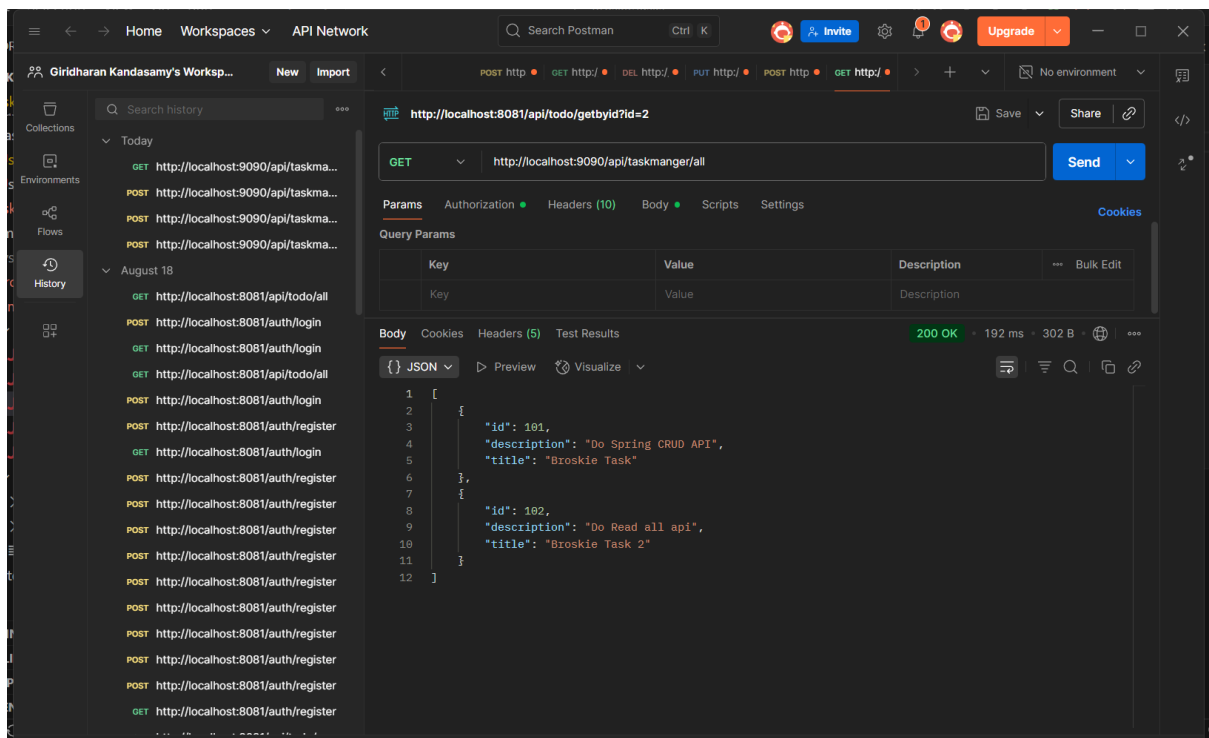 Home Workspaces API Network Search Postman Ctrl K Invite 1 Upgrade
Giridharan Kandasamy's Worksp... New Import POST http GET http:/ DEL http:/ PUT http:/ POST http GET http:/ No environment
Collections
Environments
Flows
History
Search history
Today
GET http://localhost:9090/api/taskma...
POST http://localhost:9090/api/taskma...
POST http://localhost:9090/api/taskma...
POST http://localhost:9090/api/taskma...
August 18
GET http://localhost:8081/api/todo/all
POST http://localhost:8081/auth/login
GET http://localhost:8081/auth/login
GET http://localhost:8081/api/todo/all
POST http://localhost:8081/auth/login
POST http://localhost:8081/auth/register
GET http://localhost:8081/auth/login
POST http://localhost:8081/auth/register
POST http://localhost:8081/auth/register
POST http://localhost:8081/auth/register
POST http://localhost:8081/auth/register
POST http://localhost:8081/auth/register
POST http://localhost:8081/auth/register
POST http://localhost:8081/auth/register
POST http://localhost:8081/auth/register
POST http://localhost:8081/auth/register
GET http://localhost:8081/auth/register
HTTP http://localhost:8081/api/todo/getbyid?id=2 Save Share
GET http://localhost:9090/api/taskmanger/all Send
Params Authorization Headers (10) Body Scripts Settings Cookies
Query Params
Key Value Description Bulk Edit
Key Value Description
Body Cookies Headers (5) Test Results 200 OK 192 ms 302 B
{} JSON Preview Visualize
1 [
2 {
3 "id": 101,
4 "description": "Do Spring CRUD API",
5 "title": "Broskie Task"
6 },
7 {
8 "id": 102,
9 "description": "Do Read all api",
10 "title": "Broskie Task 2"
11 }
12 ]